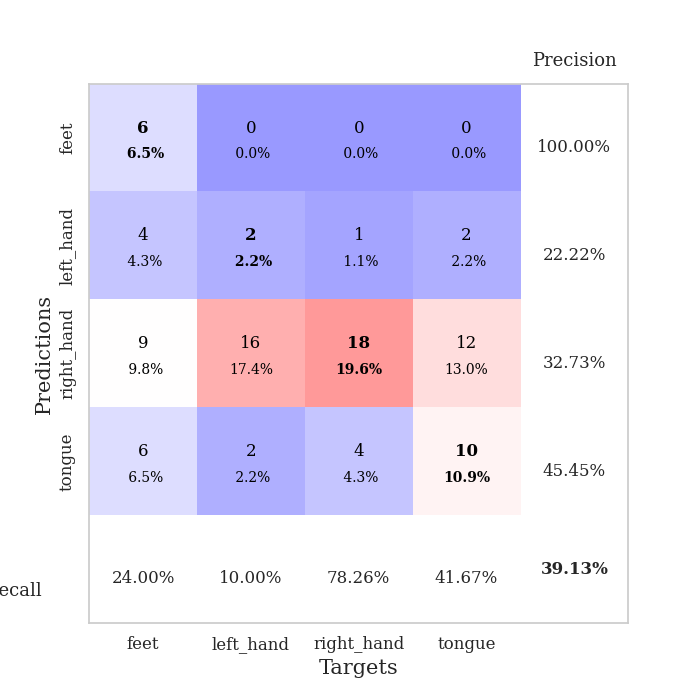 Precision
feet
6 0 0 0
6.5% 0.0% 0.0% 0.0%
100.00%
left_hand
4 2 1 2
4.3% 2.2% 1.1% 2.2%
22.22%
Predictions
right_hand
9 16 18 12
9.8% 17.4% 19.6% 13.0%
32.73%
tongue
6 2 4 10
6.5% 2.2% 4.3% 10.9%
45.45%
ecall
24.00% 10.00% 78.26% 41.67% 39.13%
feet left_hand right_hand tongue
Targets